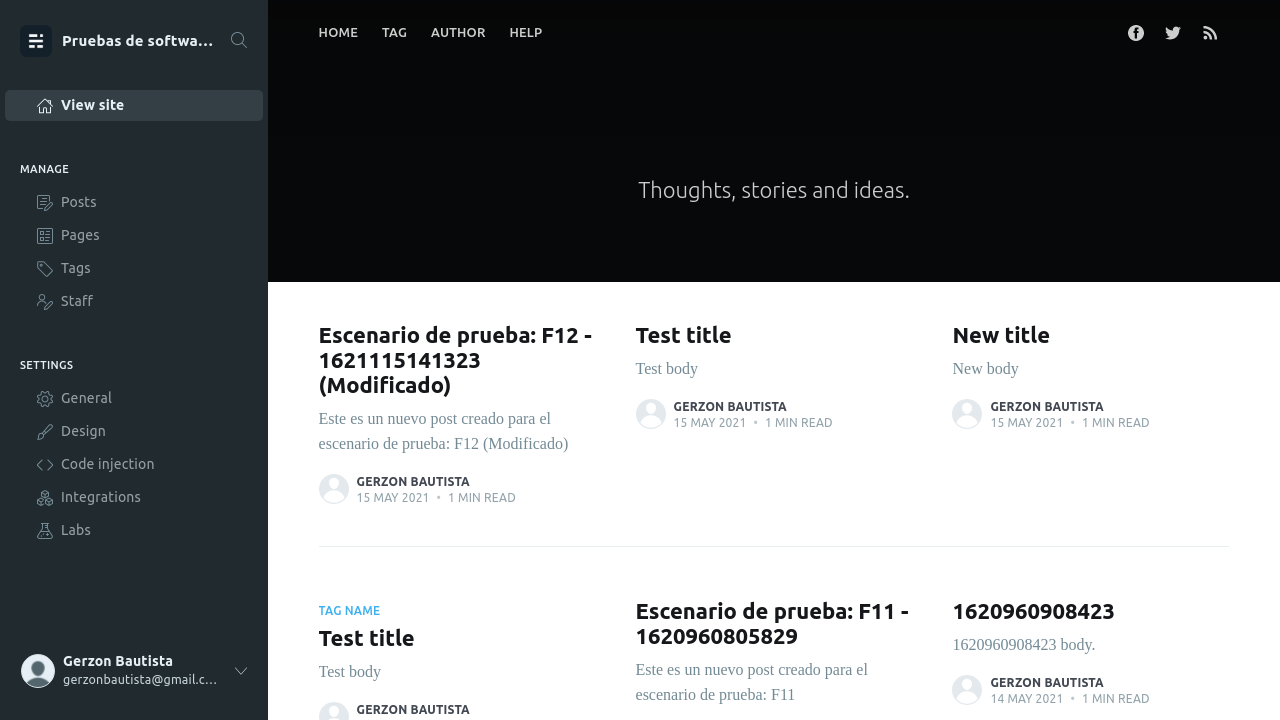 Pruebas de softwa...
View site
MANAGE
Posts
Pages
Tags
Staff
SETTINGS
General
Design
Code injection
Integrations
Labs
Gerzon Bautista
gerzonbautista@gmail.c...
HOME TAG AUTHOR HELP
Thoughts, stories and ideas.
Escenario de prueba: F12 -
1621115141323
(Modificado)
Este es un nuevo post creado para el
escenario de prueba: F12 (Modificado)
GERZON BAUTISTA
15 MAY 2021 • 1 MIN READ
Test title
Test body
GERZON BAUTISTA
15 MAY 2021 • 1 MIN READ
New title
New body
GERZON BAUTISTA
15 MAY 2021 • 1 MIN READ
TAG NAME
Test title
Test body
GERZON BAUTISTA
Escenario de prueba: F11 -
1620960805829
Este es un nuevo post creado para el
escenario de prueba: F11
1620960908423
1620960908423 body.
GERZON BAUTISTA
14 MAY 2021 • 1 MIN READ